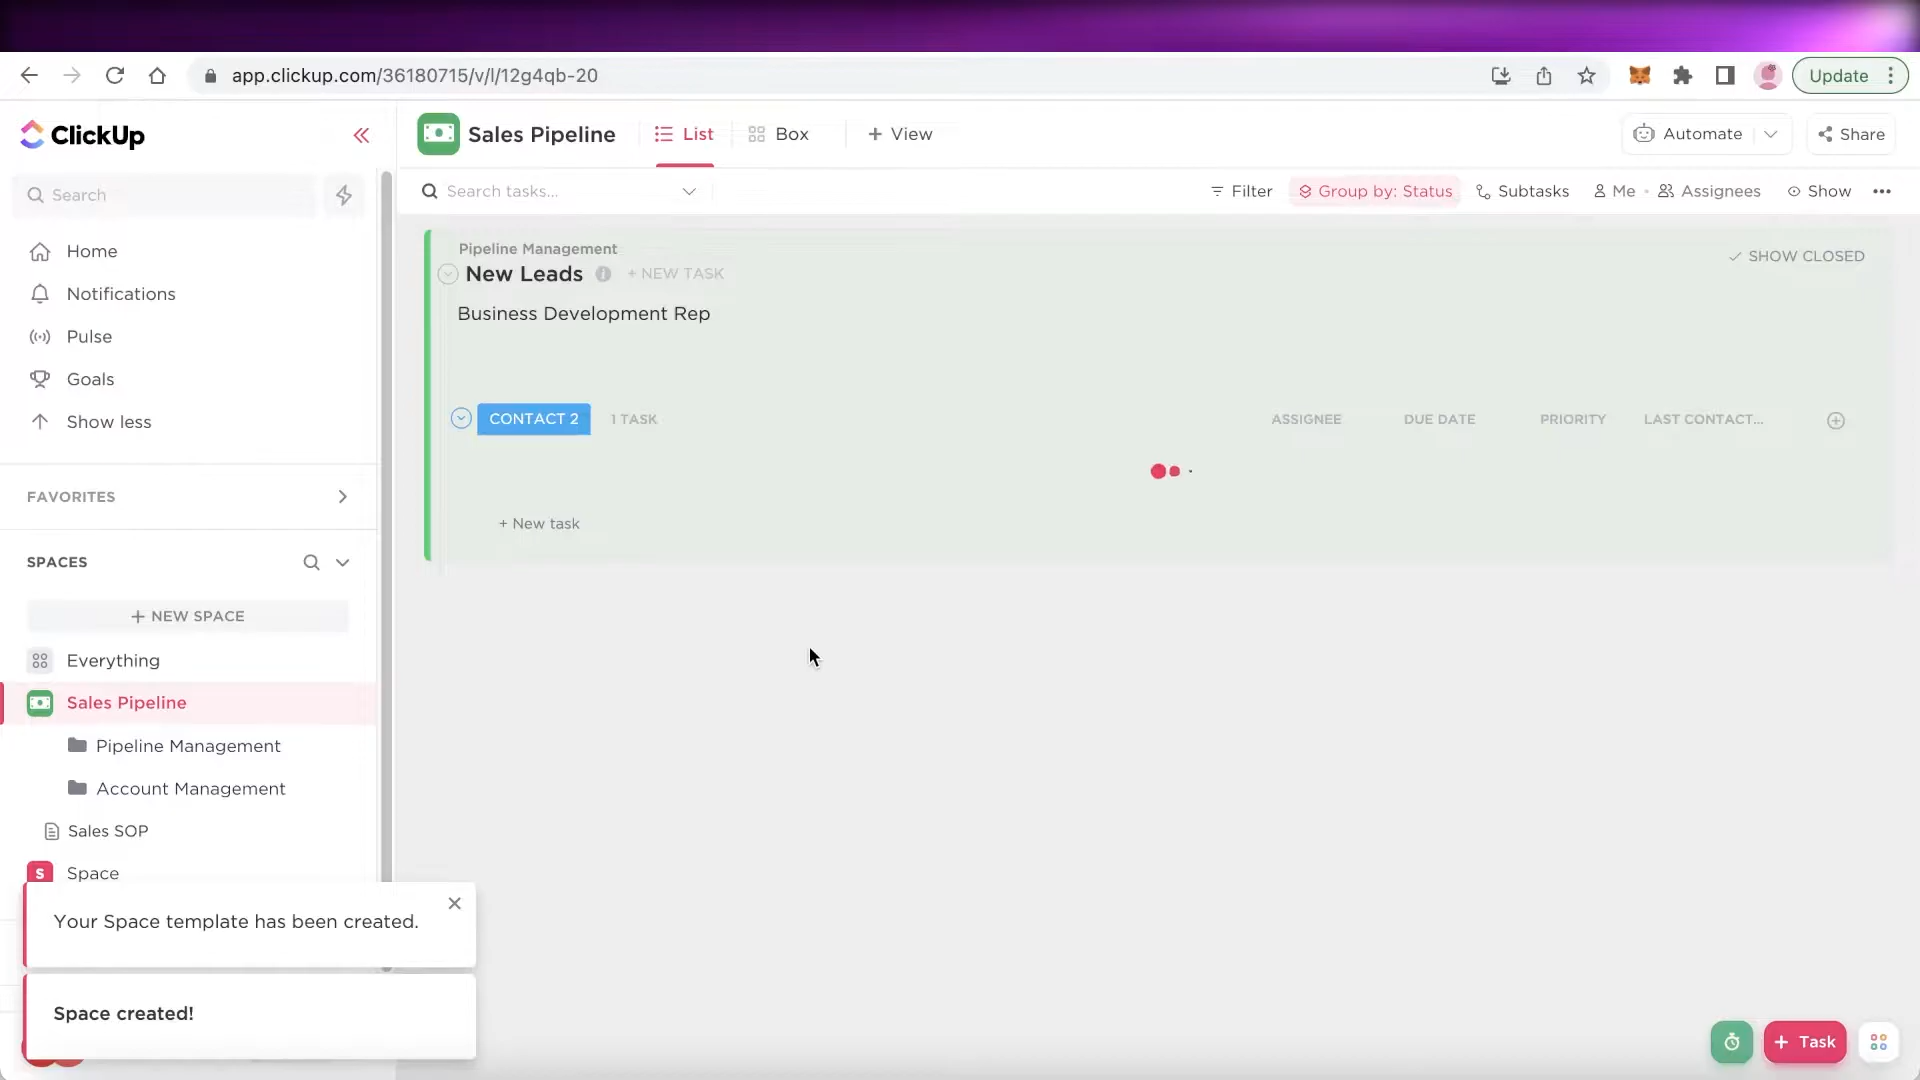 app.clickup.com/36180715/v/l/12g4qb-20
Update
ClickUp
Sales Pipeline
List
Box
+ View
Automate
Share
Search
Search tasks...
Filter
Group by: Status
Subtasks
Me
Assignees
Show
Home
Notifications
Pulse
Goals
Show less
FAVORITES
SPACES
+ NEW SPACE
Everything
Sales Pipeline
Pipeline Management
Account Management
Sales SOP
S Space
Pipeline Management
New Leads
+ NEW TASK
SHOW CLOSED
Business Development Rep
CONTACT 2
1 TASK
ASSIGNEE
DUE DATE
PRIORITY
LAST CONTACT...
+ New task
Your Space template has been created.
Space created!
+ Task